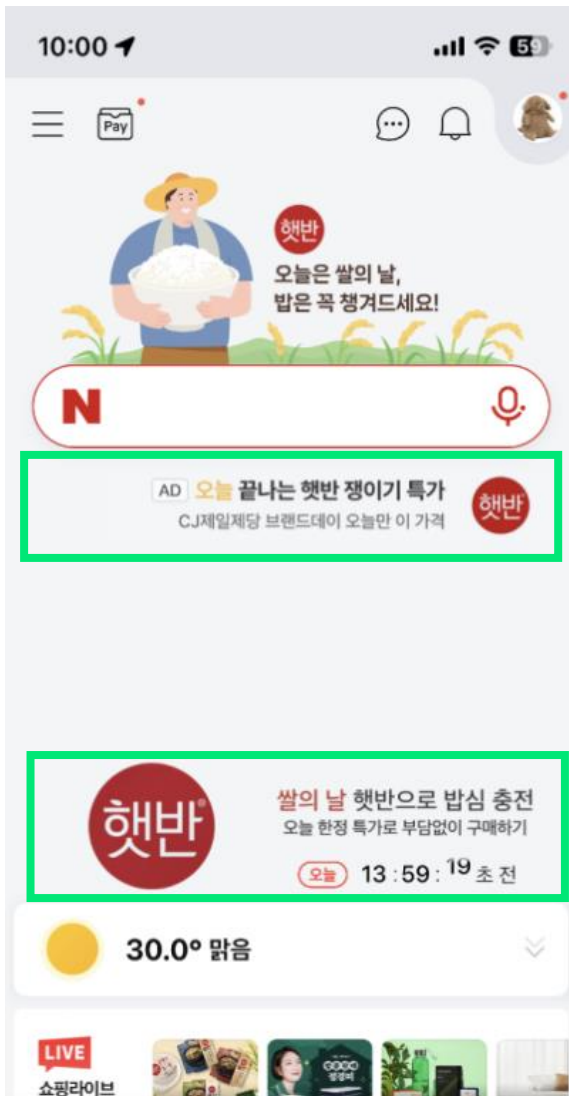 10:00
59
Pay
햇반
오늘은 쌀의 날,
밥은 꼭 챙겨드세요!
N
AD 오늘 끝나는 햇반 쟁이기 특가
CJ제일제당 브랜드데이 오늘만 이 가격
햇반
햇반
쌀의 날 햇반으로 밥심 충전
오늘 한정 특가로 부담없이 구매하기
오늘 13 : 59 : 19 초 전
30.0° 맑음
LIVE
쇼핑라이브